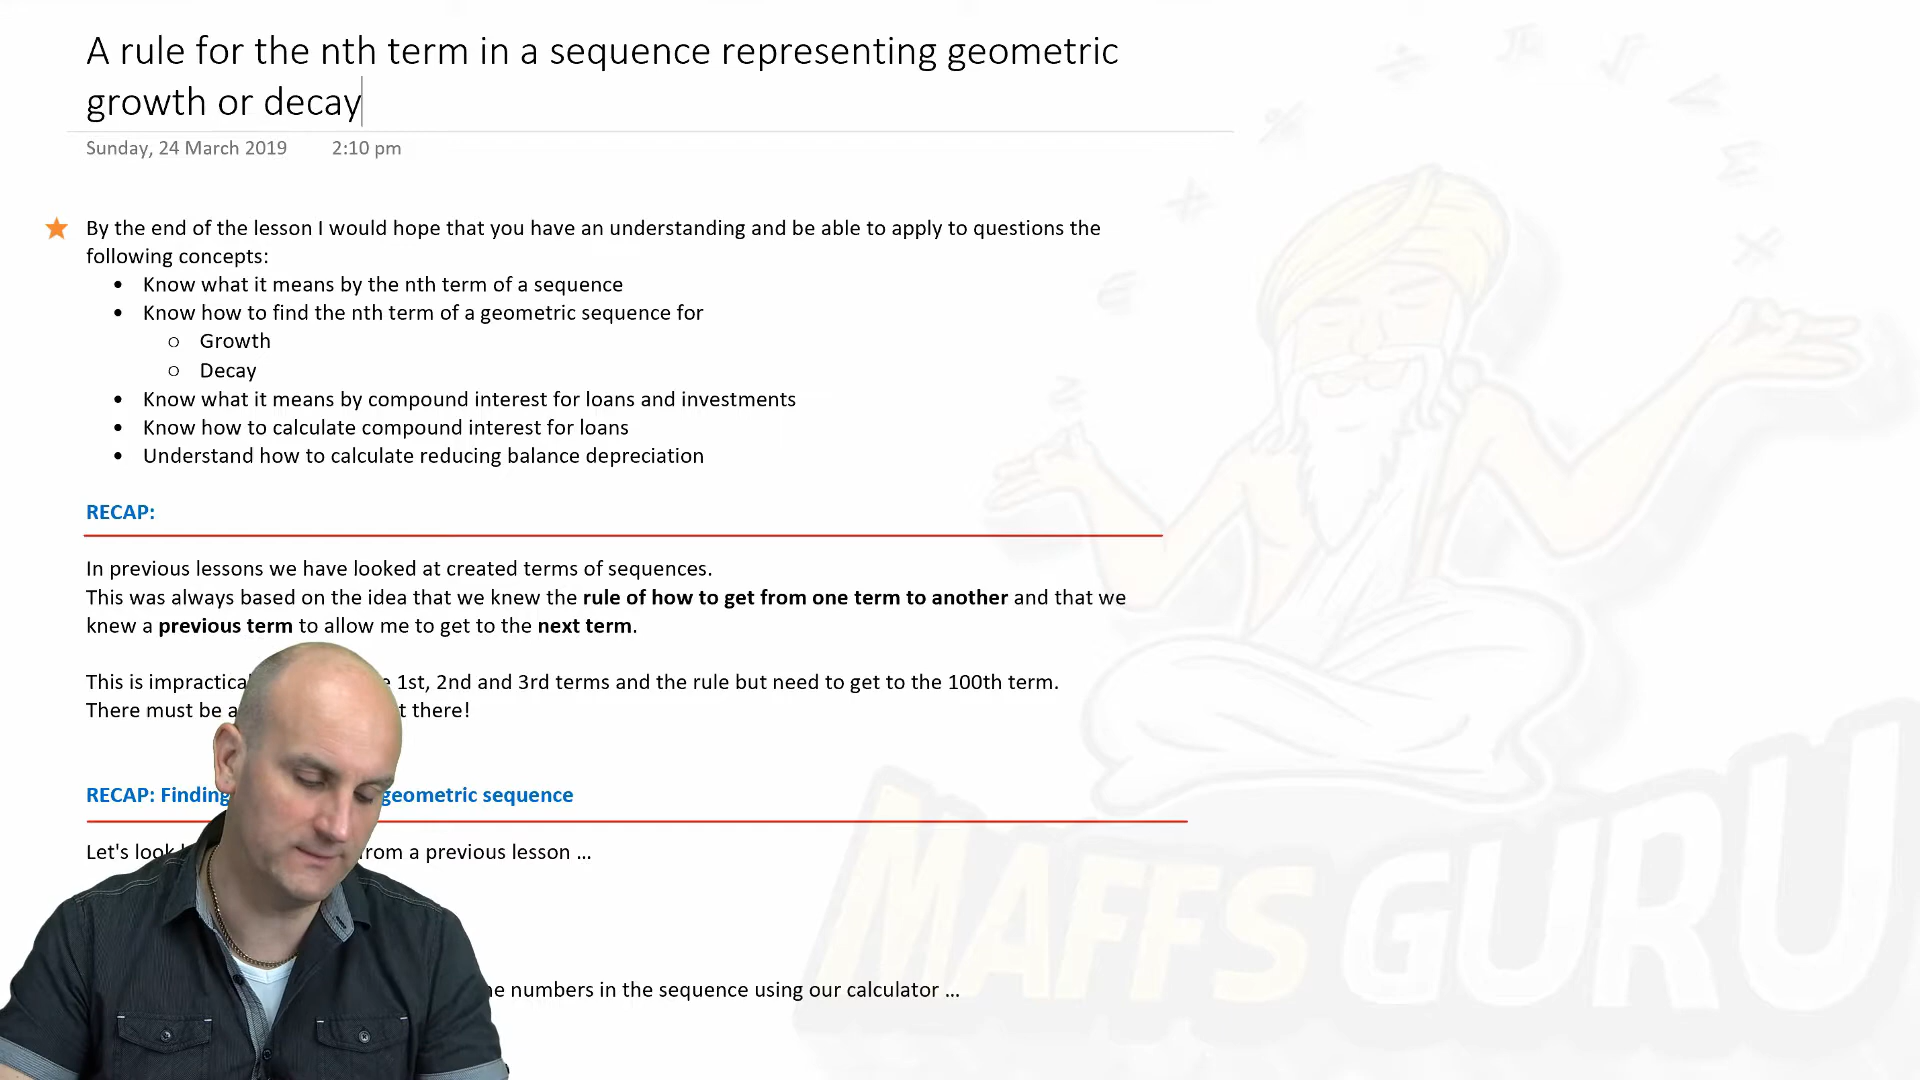 A rule for the nth term in a sequence representing geometric
growth or decay
Sunday, 24 March 2019 2:10 pm
By the end of the lesson I would hope that you have an understanding and be able to apply to questions the
following concepts:
• Know what it means by the nth term of a sequence
• Know how to find the nth term of a geometric sequence for
○ Growth
○ Decay
• Know what it means by compound interest for loans and investments
• Know how to calculate compound interest for loans
• Understand how to calculate reducing balance depreciation
RECAP:
In previous lessons we have looked at created terms of sequences.
This was always based on the idea that we knew the rule of how to get from one term to another and that we
knew a previous term to allow me to get to the next term.
This is 1st, 2nd and 3rd terms and the rule but need to get to the 100th term.
There must be there!
RECAP: Finding geometric sequence
Let's look from a previous lesson ...
numbers in the sequence using our calculator ...
MAFFS GURU